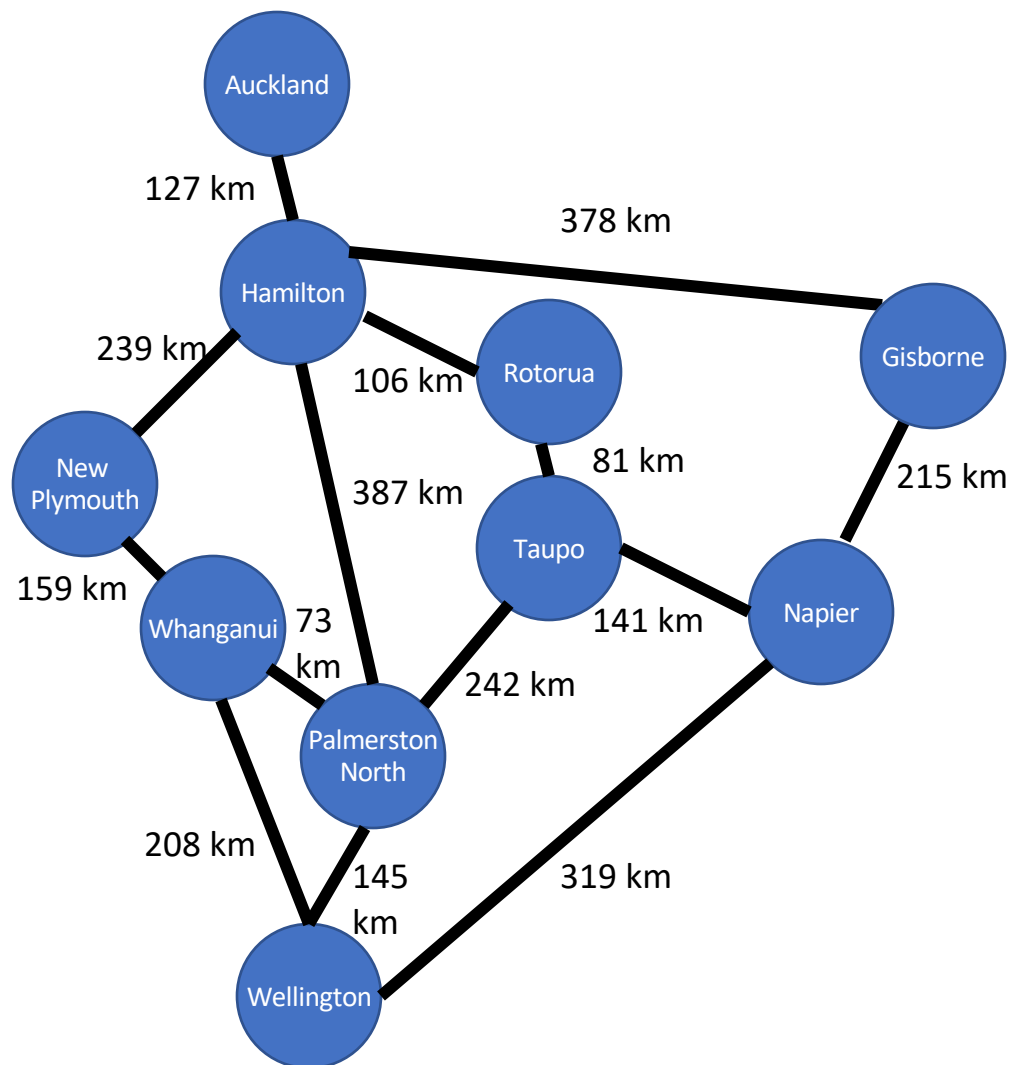 Auckland
127 km
378 km
Hamilton
239 km
106 km
Rotorua
Gisborne
81 km
215 km
New
Plymouth
387 km
Taupo
159 km
Whanganui
73
km
141 km
Napier
242 km
Palmerston
North
208 km
145
km
319 km
Wellington